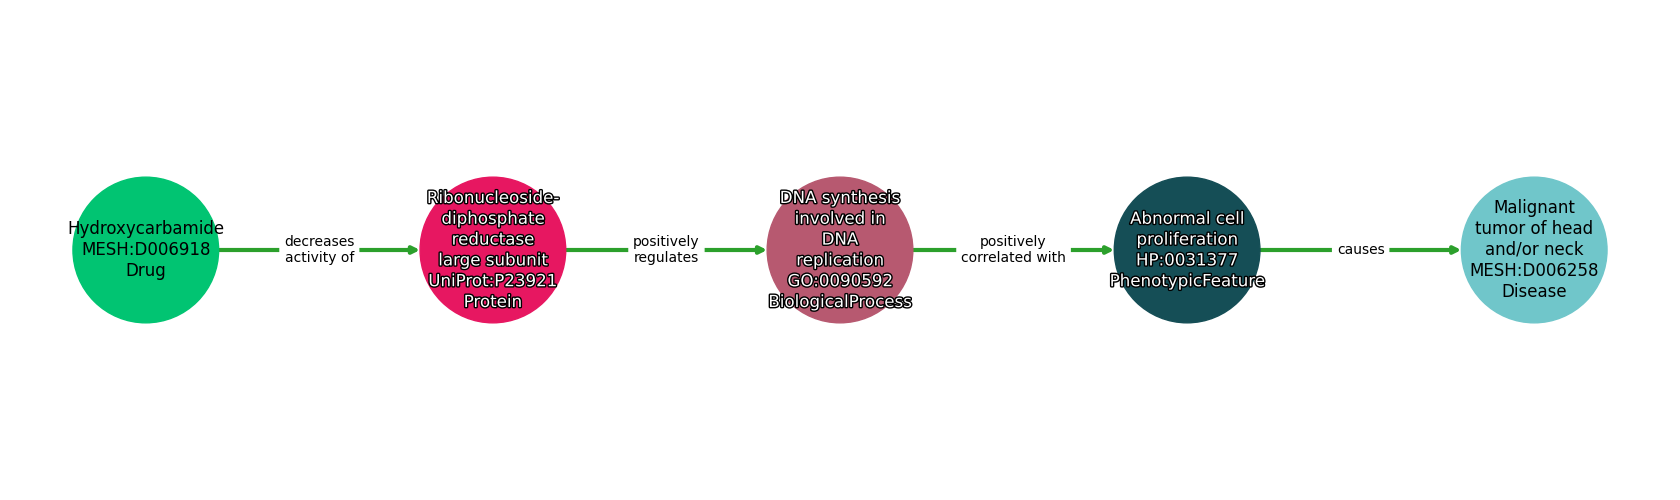 Hydroxycarbamide
MESH:D006918
Drug
decreases
activity of
Ribonucleoside-
diphosphate
reductase
large subunit
UniProt:P23921
Protein
positively
regulates
DNA synthesis
involved in
DNA
replication
GO:0090592
BiologicalProcess
positively
correlated with
Abnormal cell
proliferation
HP:0031377
PhenotypicFeature
causes
Malignant
tumor of head
and/or neck
MESH:D006258
Disease